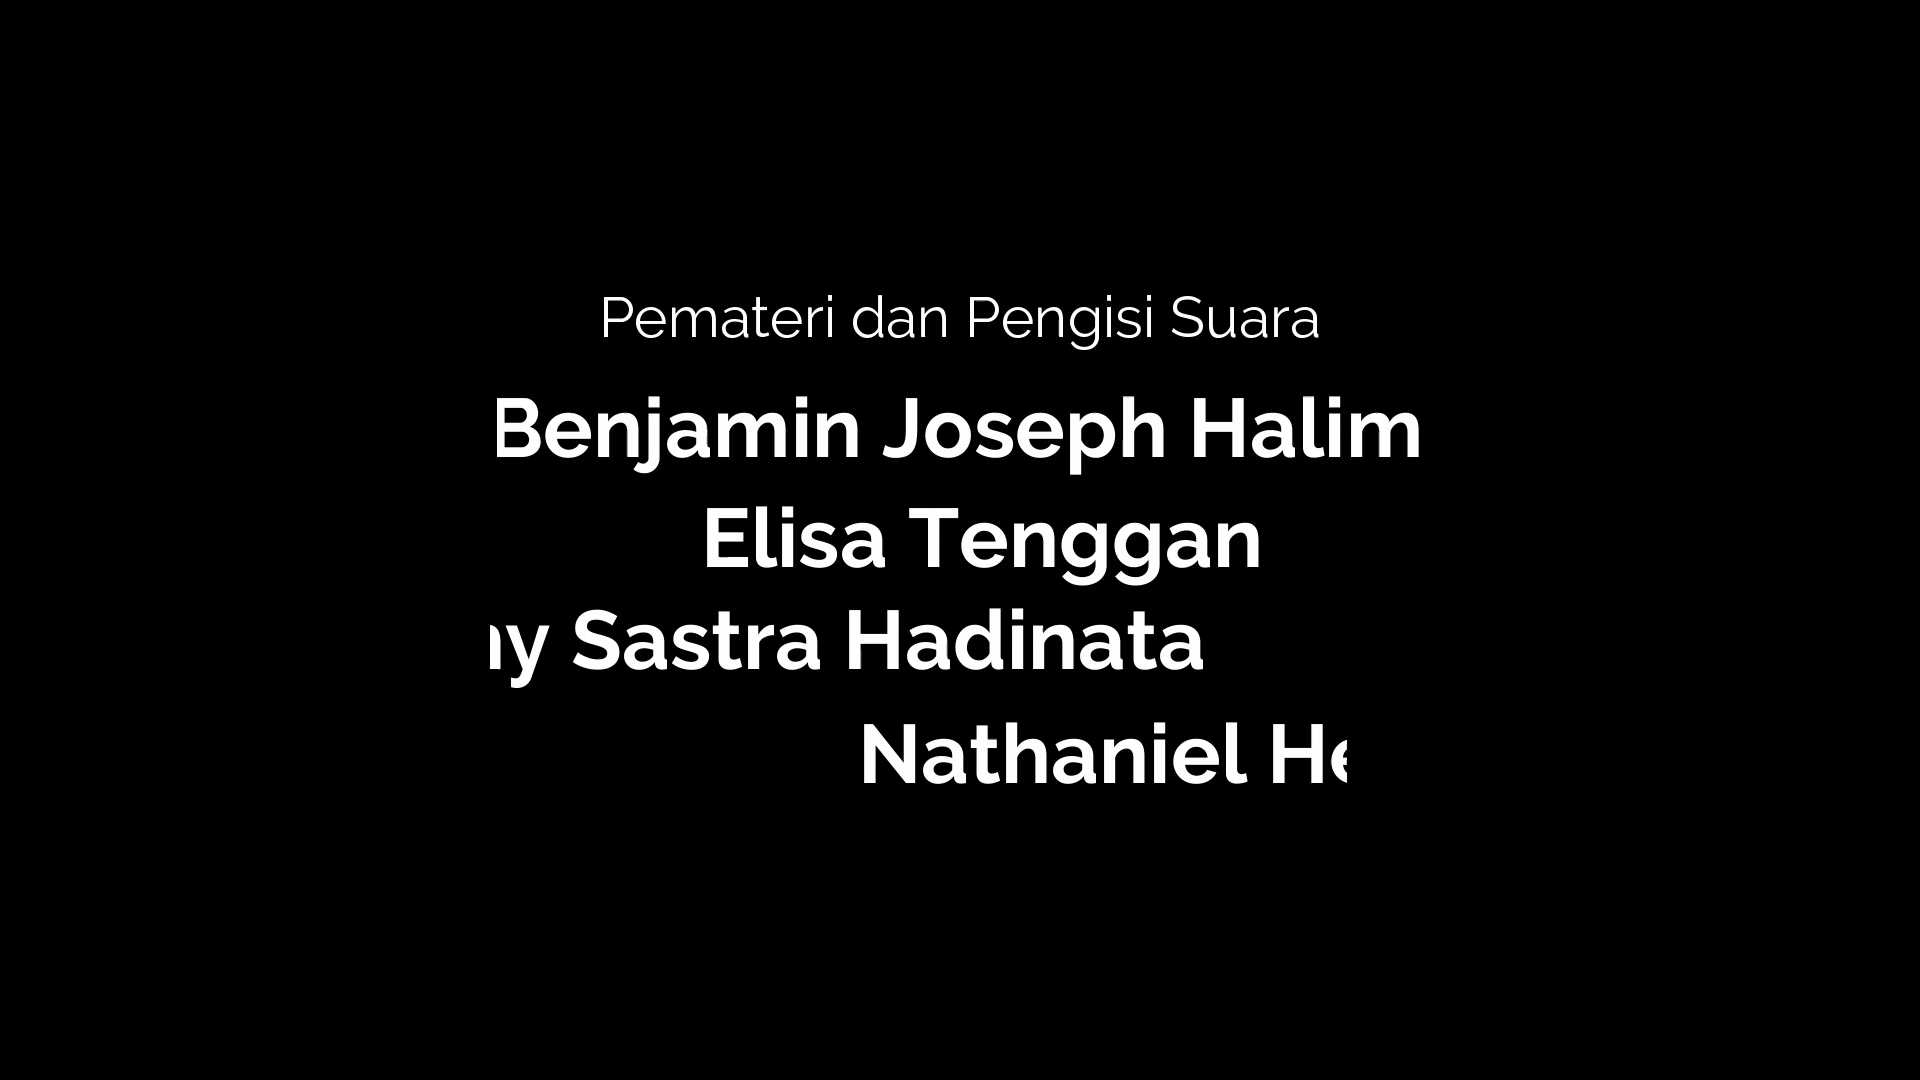 Pemateri dan Pengisi Suara
Benjamin Joseph Halim
Elisa Tenggan
Sastra Hadinata
Nathaniel